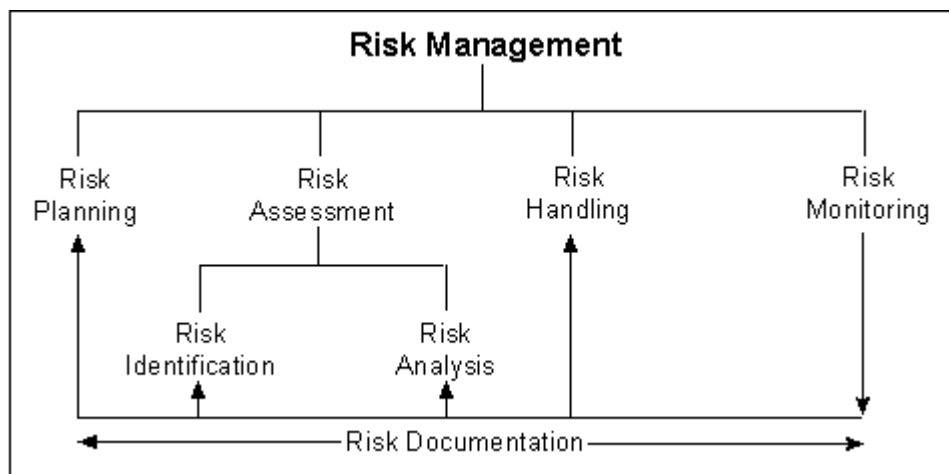 Risk Management
Risk
Planning
Risk
Assessment
Risk
Handling
Risk
Monitoring
Risk
Identification
Risk
Analysis
Risk Documentation